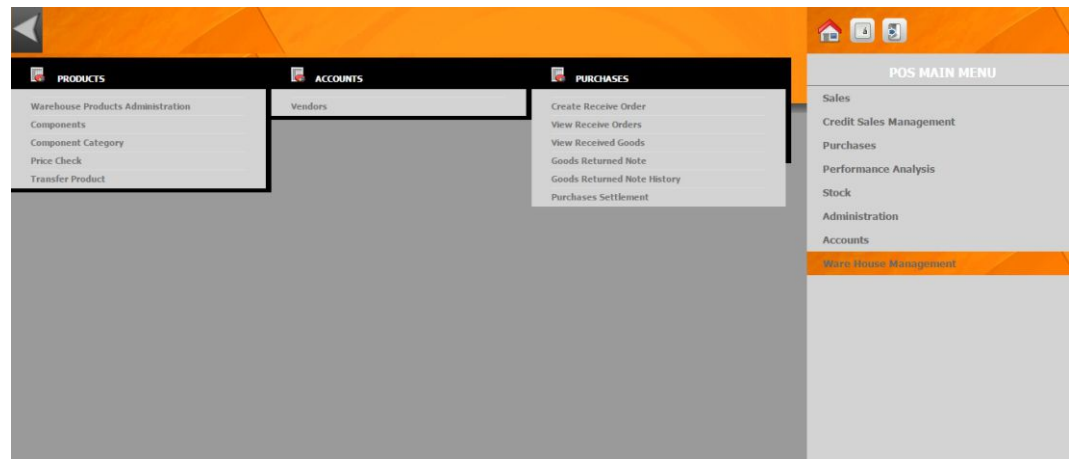 PRODUCTS
Warehouse Products Administration
Components
Component Category
Price Check
Transfer Product
ACCOUNTS
Vendors
PURCHASES
Create Receive Order
View Receive Orders
View Received Goods
Goods Returned Note
Goods Returned Note History
Purchases Settlement
POS MAIN MENU
Sales
Credit Sales Management
Purchases
Performance Analysis
Stock
Administration
Accounts
Ware House Management